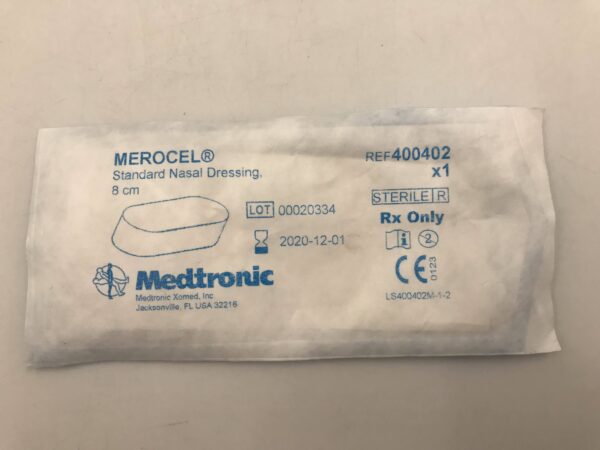 MEROCEL®
Standard Nasal Dressing,
8 cm
REF400402
x1
STERILE R
LOT 00020334
Rx Only
2020-12-01
2
Medtronic
Medtronic Xomed, Inc
Jacksonville, FL USA 32216
CE 0123
LS400402M-1-2